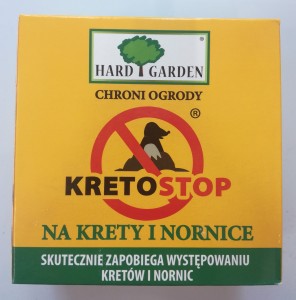 HARD GARDEN ®
CHRONI OGRODY
®
KRETOSTOP
NA KRETY I NORNICE
SKUTECZNIE ZAPOBIEGA WYSTĘPOWANIU
KRETÓW I NORNIC